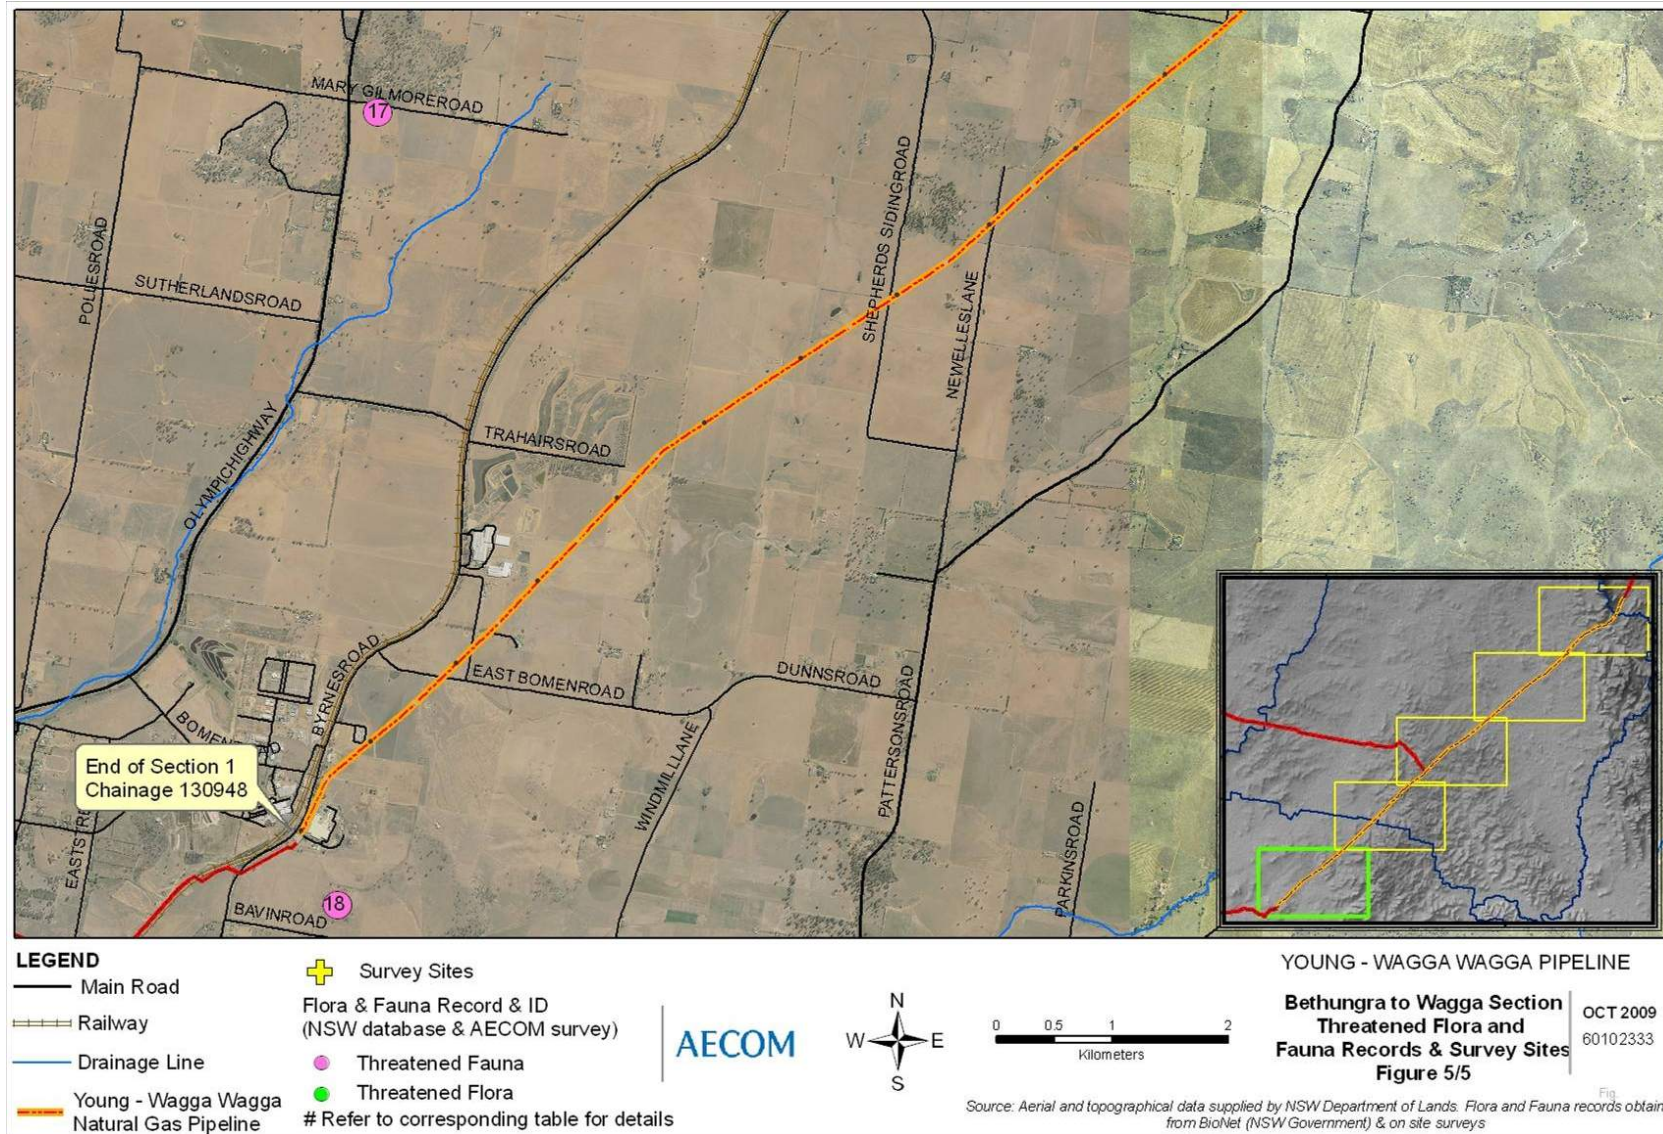 MARY GILMOREROAD
17
POLLESROAD
SUTHERLANDSROAD
SHEPHERDS SIDINGROAD
NEWELLESLANE
OLYMPICHIGHWAY
TRAHAIRSROAD
BYRNESROAD
EAST BOMENROAD
DUNNSROAD
PATTERSONSROAD
WINDMILLLANE
PARKINSROAD
End of Section 1
Chainage 130948
18
BAVINROAD
LEGEND
Main Road
Railway
Drainage Line
Young - Wagga Wagga
Natural Gas Pipeline
Survey Sites
Flora & Fauna Record & ID
(NSW database & AECOM survey)
Threatened Fauna
Threatened Flora
# Refer to corresponding table for details
AECOM
N
W E
S
0 0.5 1 2
Kilometers
YOUNG - WAGGA WAGGA PIPELINE
Bethungra to Wagga Section
Threatened Flora and
Fauna Records & Survey Sites
Figure 5/5
OCT 2009
60102333
Fig.
Source: Aerial and topographical data supplied by NSW Department of Lands. Flora and Fauna records obtain
from BioNet (NSW Government) & on site surveys